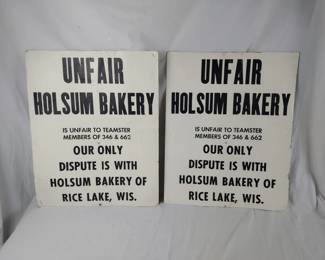 UNFAIR
HOLSUM BAKERY
IS UNFAIR TO TEAMSTER
MEMBERS OF 346 & 662
OUR ONLY
DISPUTE IS WITH
HOLSUM BAKERY OF
RICE LAKE, WIS.
UNFAIR
HOLSUM BAKERY
IS UNFAIR TO TEAMSTER
MEMBERS OF 346 & 662
OUR ONLY
DISPUTE IS WITH
HOLSUM BAKERY OF
RICE LAKE, WIS.